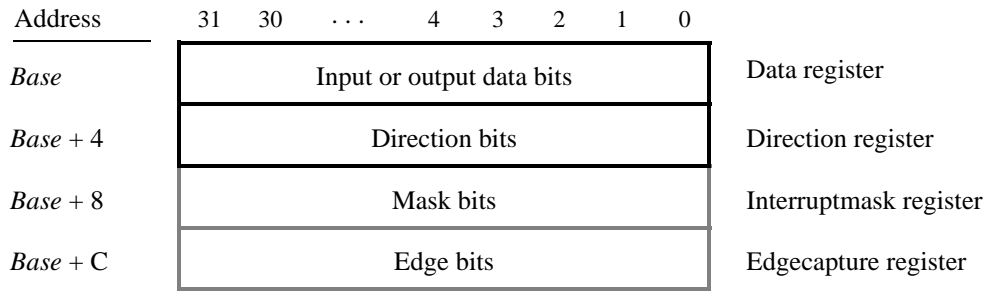 Address 31 30 . . . 4 3 2 1 0
Base Input or output data bits Data register
Base + 4 Direction bits Direction register
Base + 8 Mask bits Interruptmask register
Base + C Edge bits Edgecapture register